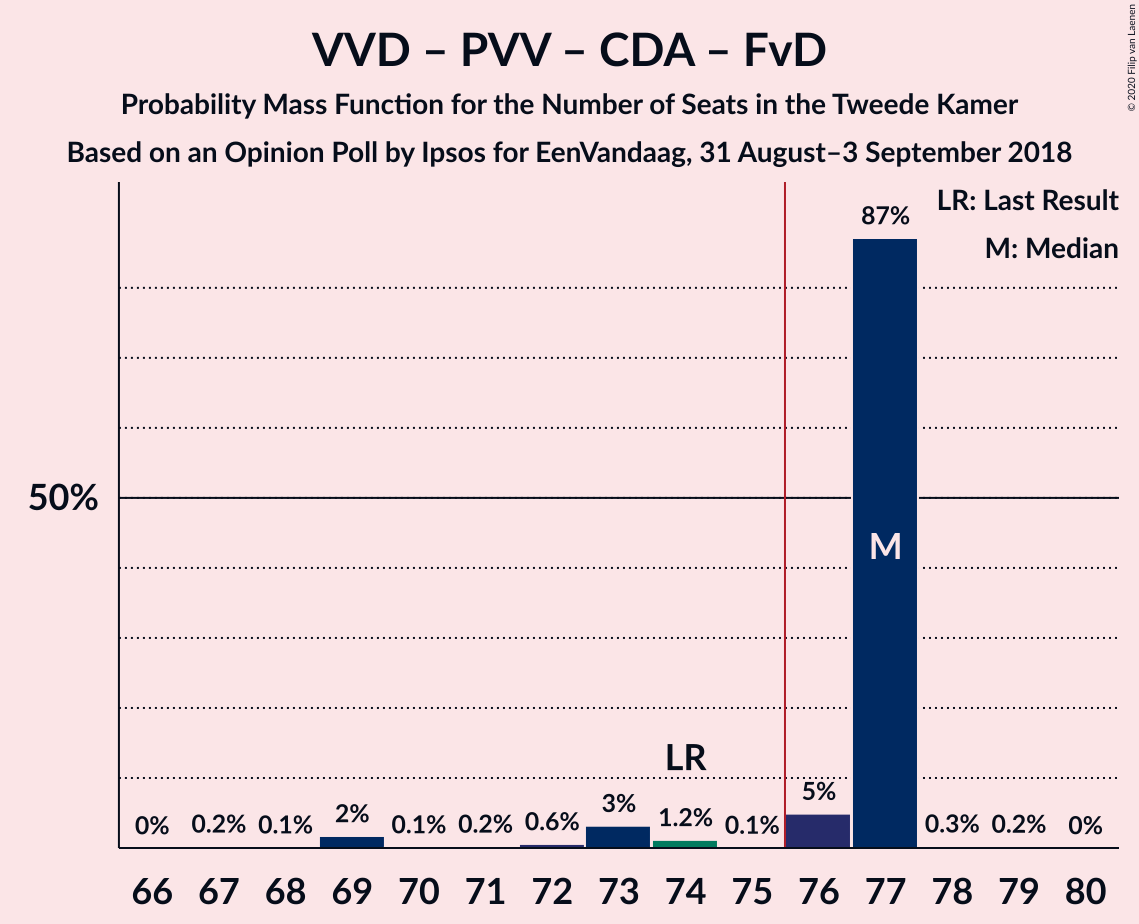 © 2020 Filip van Laenen
VVD – PVV – CDA – FvD
Probability Mass Function for the Number of Seats in the Tweede Kamer
Based on an Opinion Poll by Ipsos for EenVandaag, 31 August–3 September 2018
LR: Last Result
M: Median
87%
50%
M
LR
0% 0.2% 0.1% 2% 0.1% 0.2% 0.6% 3% 1.2% 0.1% 5% 0.3% 0.2% 0%
66 67 68 69 70 71 72 73 74 75 76 77 78 79 80